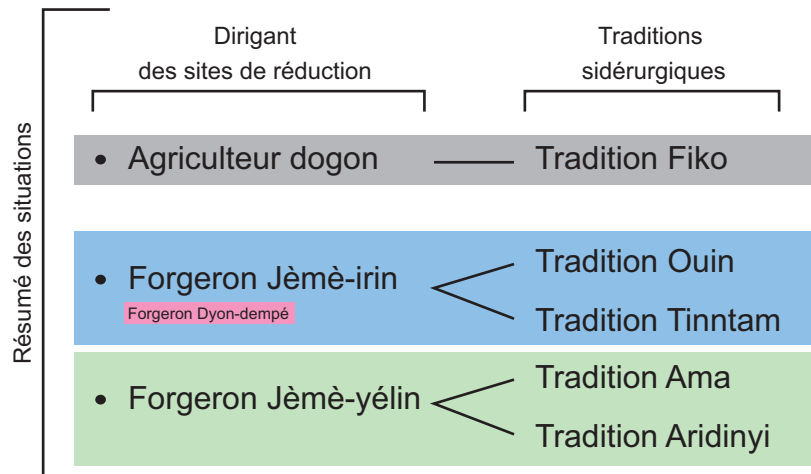 Résumé des situations
Dirigant
des sites de réduction
Traditions
sidérurgiques
• Agriculteur dogon
Tradition Fiko
• Forgeron Jèmè-irin
Forgeron Dyon-dempé
Tradition Ouin
Tradition Tinntam
• Forgeron Jèmè-yélin
Tradition Ama
Tradition Aridinyi